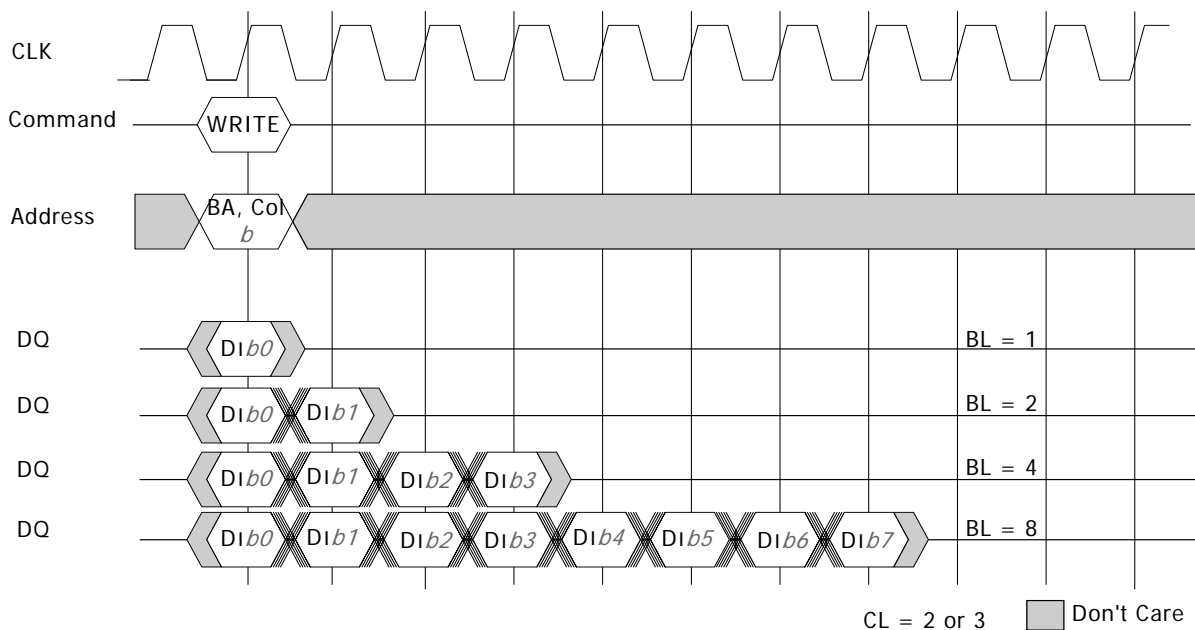 CLK
Command WRITE
Address BA, Col
b
DQ DIb0 BL = 1
DQ DIb0 DIb1 BL = 2
DQ DIb0 DIb1 DIb2 DIb3 BL = 4
DQ DIb0 DIb1 DIb2 DIb3 DIb4 DIb5 DIb6 DIb7 BL = 8
CL = 2 or 3 Don't Care